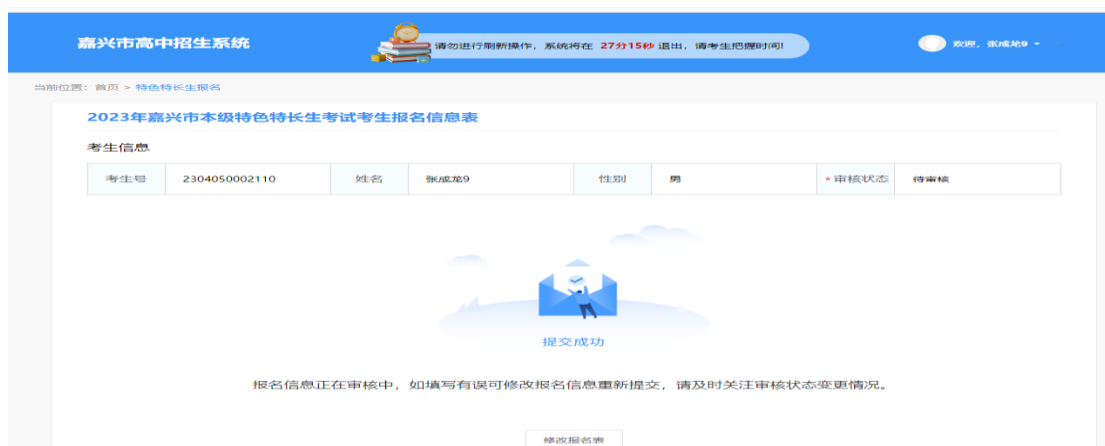 嘉兴市高中招生系统
请勿进行刷新操作，系统将在 27分15秒 退出，请考生把握时间!
欢迎，张成龙9
当前位置：首页 > 特色特长生报名
2023年嘉兴市本级特色特长生考试考生报名信息表
考生信息
考生号 2304050002110 姓名 张成龙9 性别 男 *审核状态 待审核
提交成功
报名信息正在审核中，如填写有误可修改报名信息重新提交，请及时关注审核状态变更情况。
修改报名表